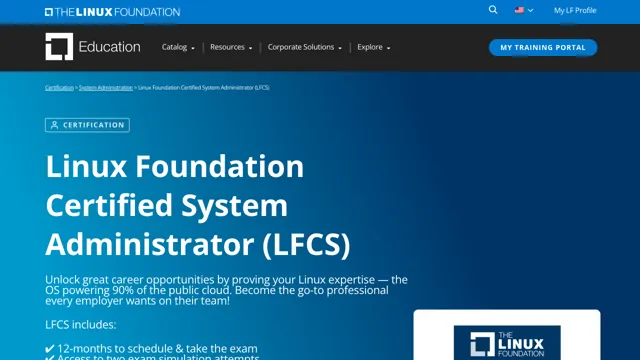 THE LINUX FOUNDATION
My LF Profile
Education
Catalog
Resources
Corporate Solutions
Explore
MY TRAINING PORTAL
Certification > System Administration > Linux Foundation Certified System Administrator (LFCS)
CERTIFICATION
Linux Foundation
Certified System
Administrator (LFCS)
Unlock great career opportunities by proving your Linux expertise — the
OS powering 90% of the public cloud. Become the go-to professional
every employer wants on their team!
LFCS includes:
✔ 12-months to schedule & take the exam
✔ Access to two exam simulation attempts
THE
LINUX
FOUNDATION